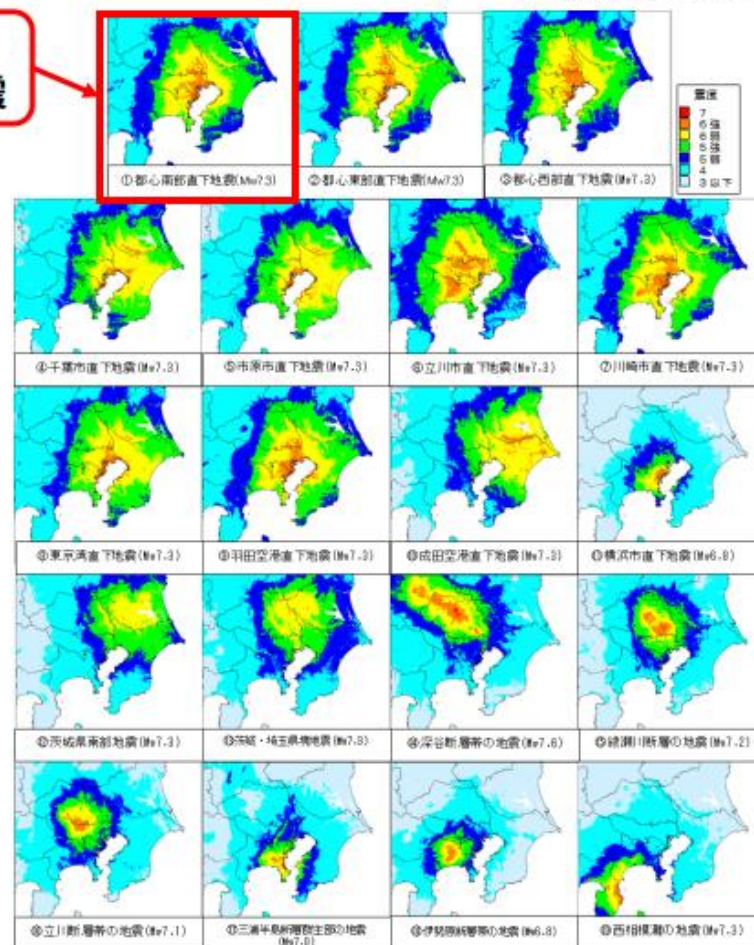 ①都心南部直下地震(Mw7.3)
②都心東部直下地震(Mw7.3)
③都心西部直下地震(Mw7.3)
震度
7
6強
6弱
5強
5弱
4
3以下
④千葉市直下地震(Mw7.3)
⑤市原市直下地震(Mw7.3)
⑥立川市直下地震(Mw7.3)
⑦川崎市直下地震(Mw7.3)
⑧東京湾直下地震(Mw7.3)
⑨羽田空港直下地震(Mw7.3)
⑩成田空港直下地震(Mw7.3)
⑪横浜市直下地震(Mw6.8)
⑫茨城県南部地震(Mw7.3)
⑬茨城・埼玉県境地震(Mw7.3)
⑭深谷断層帯の地震(Mw7.6)
⑮綾瀬川断層の地震(Mw7.2)
⑯立川断層帯の地震(Mw7.1)
⑰三浦半島断層群主部の地震
(Mw7.0)
⑱伊勢原断層帯の地震(Mw6.8)
⑲西相模灘の地震(Mw7.3)